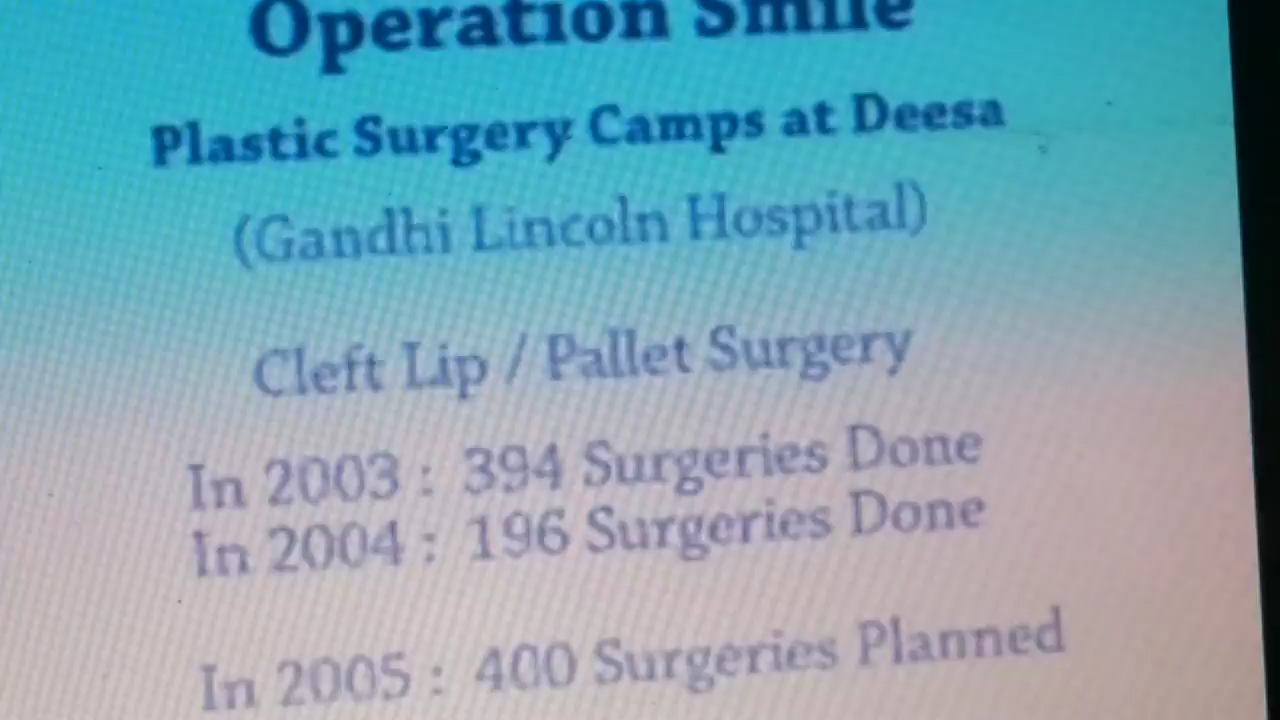 Operation Smile
Plastic Surgery Camps at Deesa
(Gandhi Lincoln Hospital)
Cleft Lip / Pallet Surgery
In 2003 : 394 Surgeries Done
In 2004 : 196 Surgeries Done
In 2005 : 400 Surgeries Planned